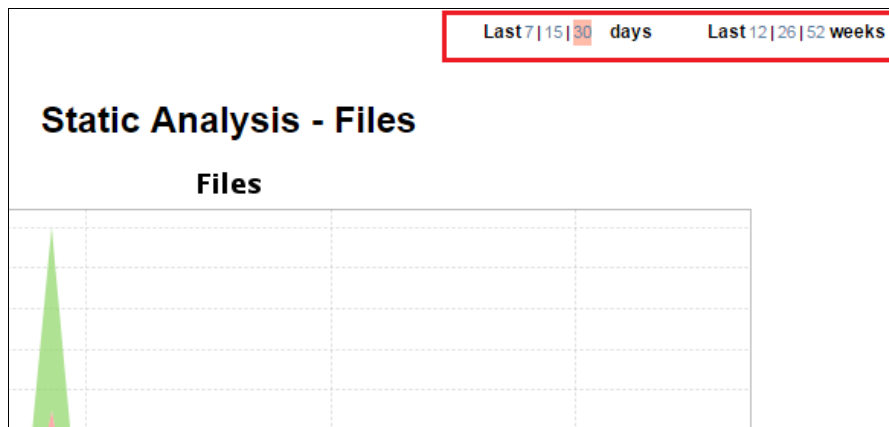 Last 7 | 15 | 30 days Last 12 | 26 | 52 weeks
Static Analysis - Files
Files